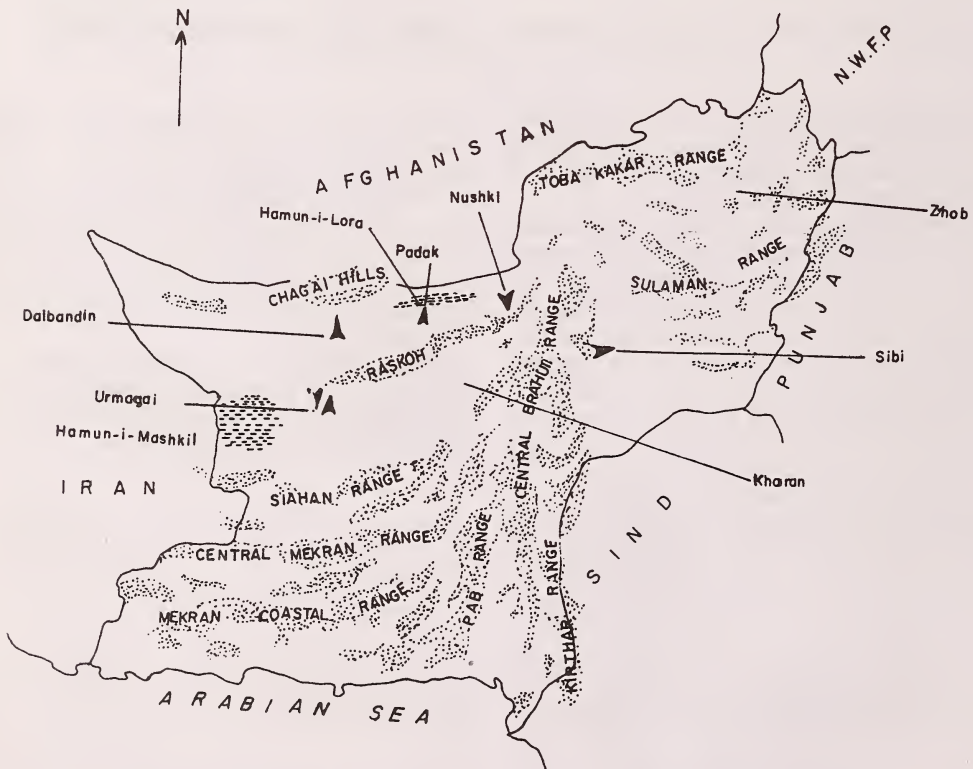 N
N.W.F.P
AFGHANISTAN
TOBA KAKAR RANGE
Nushki
Hamun-i-Lora
Zhob
Padak
CHAGAI HILLS
SULAMAN RANGE
PUNJAB
Dalbandin
RASKOH
Sibi
CENTRAL BRAHUI RANGE
Urmagai
Hamun-i-Mashkil
Kharan
IRAN
SIAHAN RANGE
SIND
CENTRAL MEKRAN RANGE
PAB RANGE
KIRTHAR RANGE
MEKRAN COASTAL RANGE
ARABIAN SEA